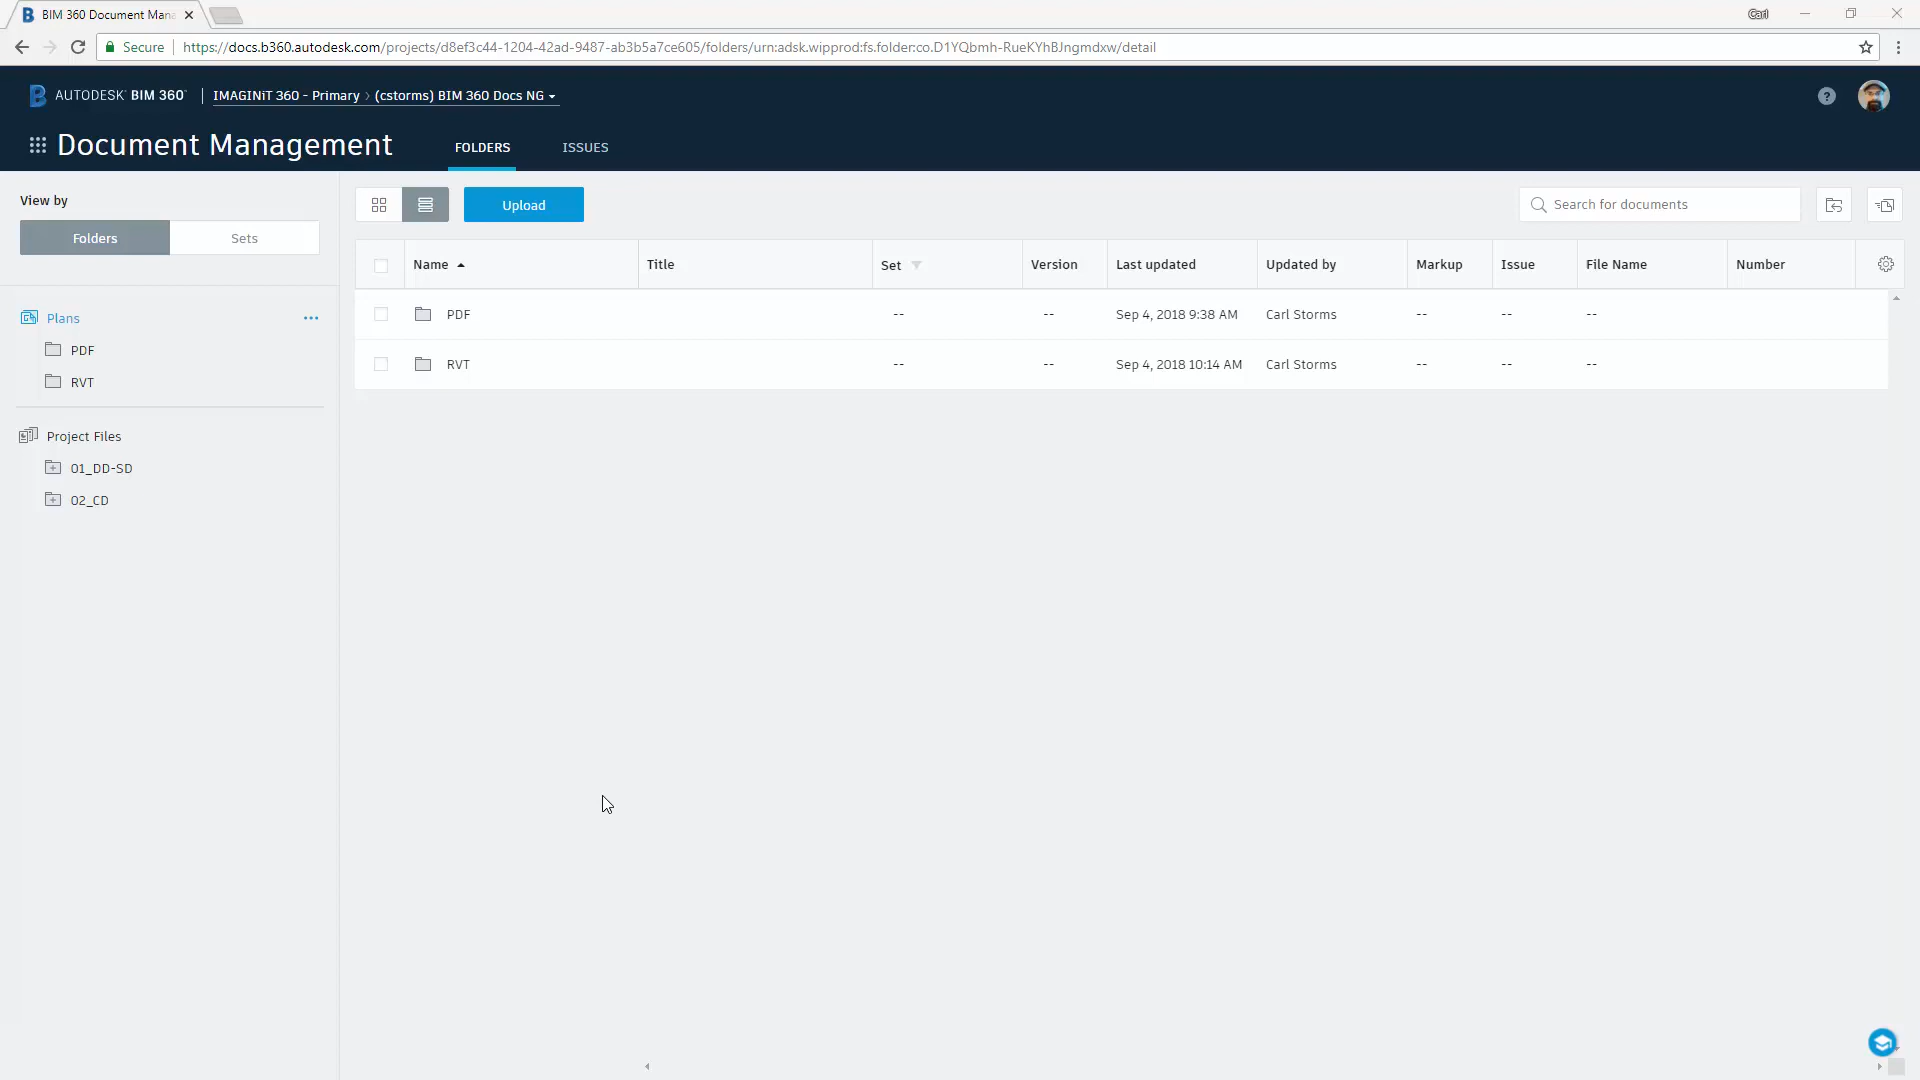 BIM 360 Document Mana
Carl
Secure https://docs.b360.autodesk.com/projects/d8ef3c44-1204-42ad-9487-ab3b5a7ce605/folders/urn:adsk.wipprod:fs.folder:co.D1YQbmh-RueKYhBJngmdxw/detail
AUTODESK BIM 360 IMAGINiT 360 - Primary > (cstorms) BIM 360 Docs NG
?
Document Management FOLDERS ISSUES
View by
Folders Sets
Plans
PDF
RVT
Project Files
01_DD-SD
02_CD
Upload
Search for documents
Name Title Set Version Last updated Updated by Markup Issue File Name Number
PDF -- -- Sep 4, 2018 9:38 AM Carl Storms -- -- --
RVT -- -- Sep 4, 2018 10:14 AM Carl Storms -- -- --